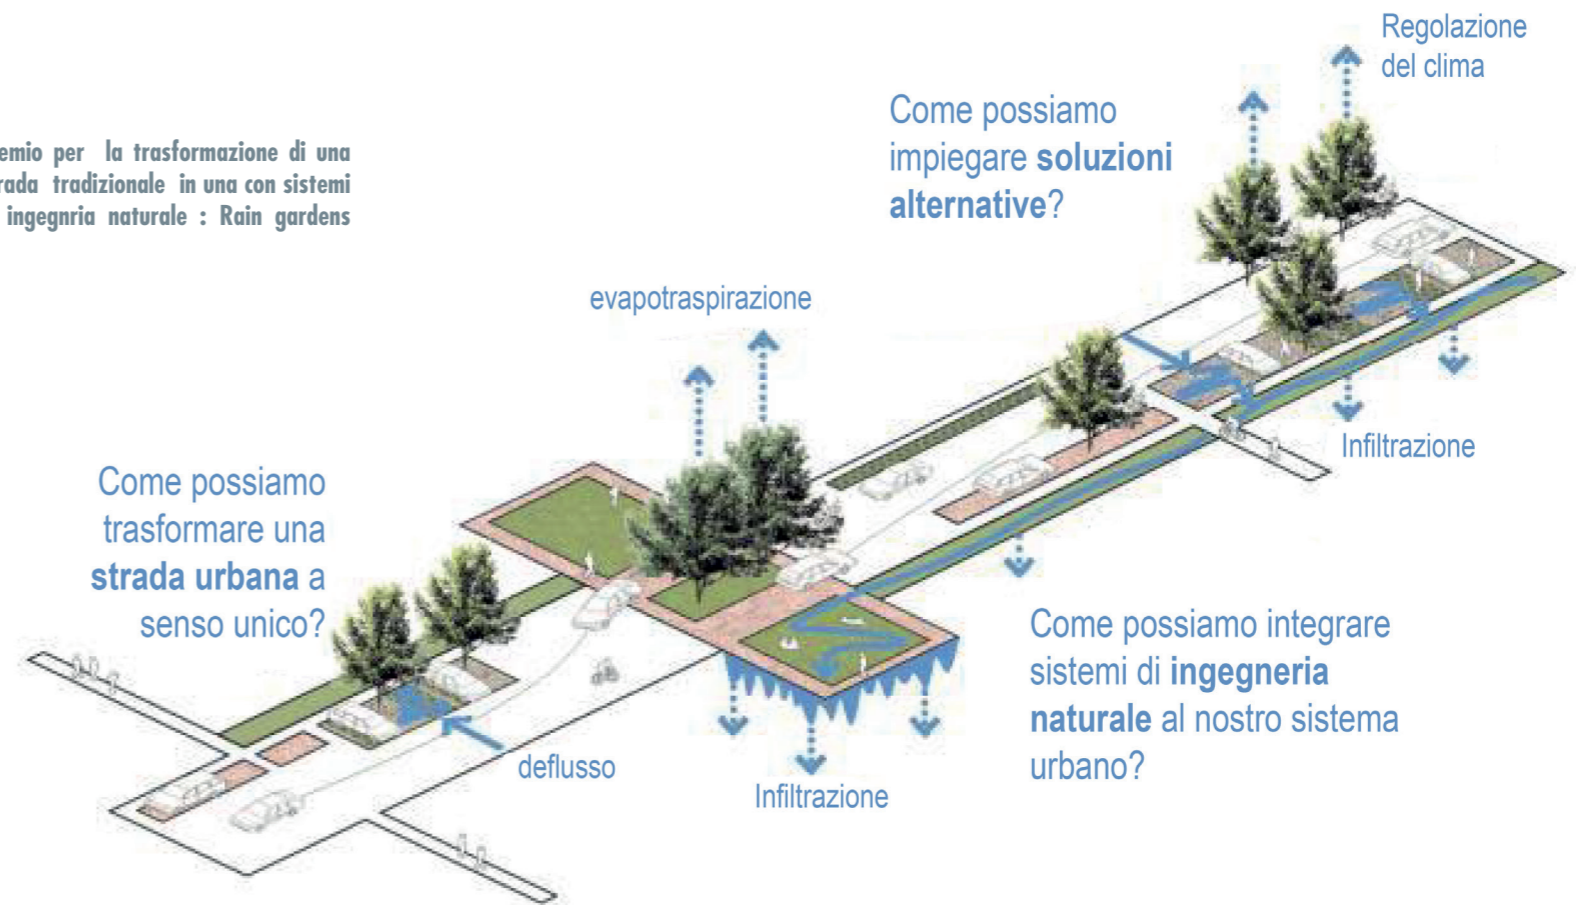 emio per la trasformazione di una
rada tradizionale in una con sistemi
ingegnria naturale : Rain gardens
Regolazione
del clima
Come possiamo
impiegare soluzioni
alternative?
evapotraspirazione
Infiltrazione
Come possiamo
trasformare una
strada urbana a
senso unico?
deflusso
Infiltrazione
Come possiamo integrare
sistemi di ingegneria
naturale al nostro sistema
urbano?